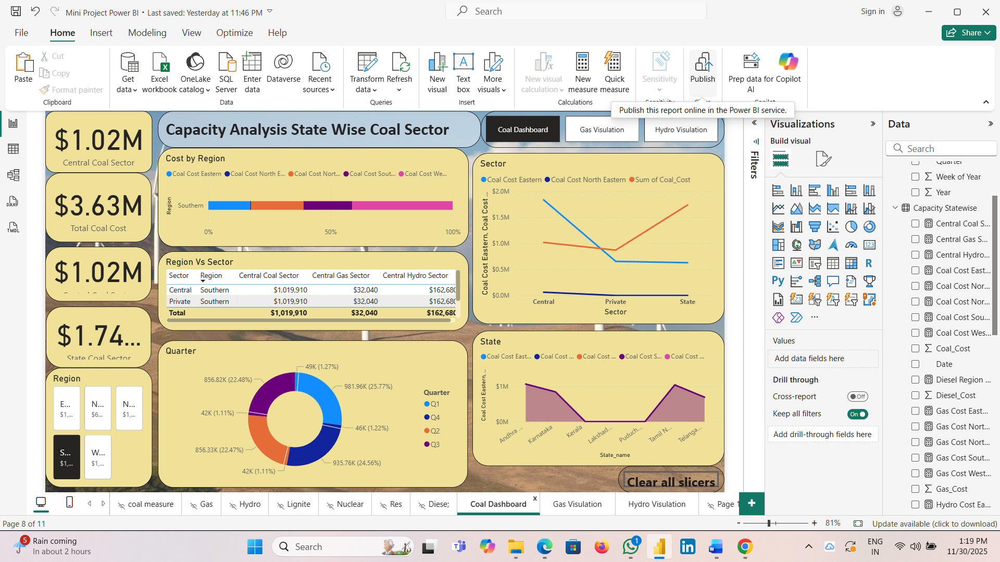 Mini Project Power BI • Last saved: Yesterday at 11:46 PM
Search
Sign in
File
Home
Insert
Modeling
View
Optimize
Help
Share
Paste
Cut
Copy
Format painter
Clipboard
Get data
Excel workbook
OneLake catalog
SQL Server
Enter data
Dataverse
Recent sources
Data
Transform data
Refresh
Queries
New visual
Text box
More visuals
Insert
New visual calculation
New measure
Quick measure
Calculations
Sensitivity
Publish
Prep data for AI
Copilot
Publish this report online in the Power BI service.
$1.02M
Central Coal Sector
$3.63M
Total Coal Cost
$1.02M
$1.74...
State Coal Sector
Region
E...
$1,...
N...
$6...
N...
$1,...
S...
$1,...
W...
$1,...
Capacity Analysis State Wise Coal Sector
Coal Dashboard
Gas Visulation
Hydro Visulation
Cost by Region
Coal Cost Eastern
Coal Cost North E...
Coal Cost Nort...
Coal Cost Sout...
Coal Cost We...
Region
Southern
0%
50%
100%
Region Vs Sector
Sector Region Central Coal Sector Central Gas Sector Central Hydro Sector
Central Southern $1,019,910 $32,040 $162,680
Private Southern $1,019,910 $32,040 $162,680
Total $1,019,910 $32,040 $162,680
Quarter
49K (1.27%)
981.96K (25.77%)
46K (1.22%)
935.76K (24.56%)
42K (1.11%)
856.33K (22.47%)
42K (1.11%)
856.82K (22.48%)
Quarter
Q1
Q4
Q2
Q3
Sector
Coal Cost Eastern
Coal Cost North Eastern
Sum of Coal_Cost
Coal Cost Eastern, Coal Cost ...
$2.0M
$1.5M
$1.0M
$0.5M
$0.0M
Central
Private
State
Sector
State
Coal Cost East...
Coal Cost ...
Coal Cost ...
Coal Cost S...
Coal Cost ...
Coal Cost Eastern, ...
$1M
$0M
Andhra ...
Karnataka
Kerala
Lakshad...
Puduch...
Tamil N...
Telanga...
State_name
Clear all slicers
Filters
Visualizations
Build visual
Values
Add data fields here
Drill through
Cross-report
Off
Keep all filters
On
Add drill-through fields here
Data
Search
Quarter
Week of Year
Year
Capacity Statewise
Central Coal S...
Central Gas S...
Central Hydro...
Coal Cost East...
Coal Cost Nor...
Coal Cost Nor...
Coal Cost Sou...
Coal Cost Wes...
Coal_Cost
Date
Diesel Region ...
Diesel_Cost
Gas Cost East...
Gas Cost Nort...
Gas Cost Nort...
Gas Cost Sout...
Gas Cost West...
Gas_Cost
Hydro Cost Ea...
DAX
TMDL
123
R
Py
123
coal measure
Gas
Hydro
Lignite
Nuclear
Res
Diese;
Coal Dashboard
x
Gas Visulation
Hydro Visulation
Page 1
Page 8 of 11
81%
Update available (click to download)
5
Rain coming
In about 2 hours
Search
1
ENG
IN
1:19 PM
11/30/2025